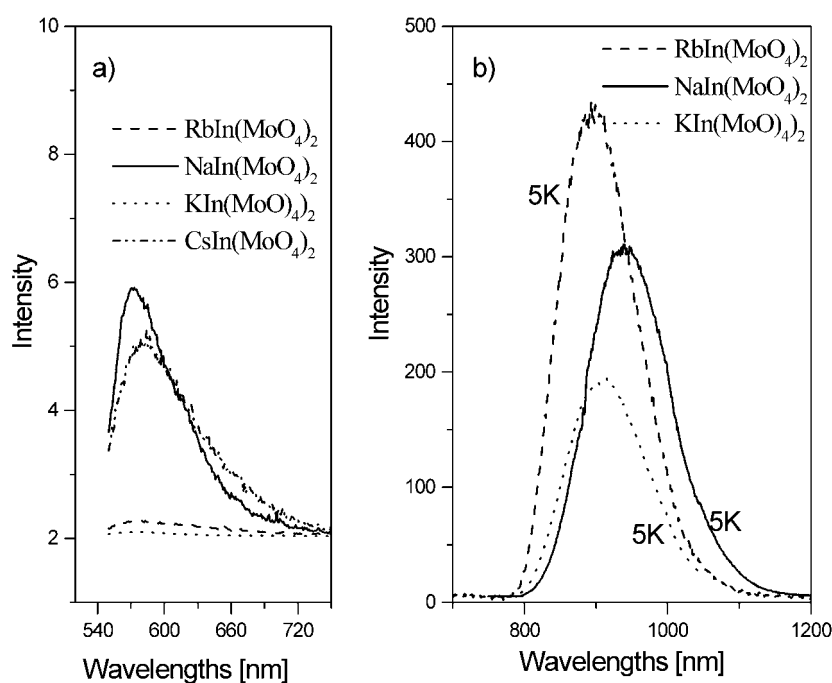 a)
10
8
6
4
2
Intensity
RbIn(MoO₄)₂
NaIn(MoO₄)₂
KIn(MoO)₄)₂
CsIn(MoO₄)₂
540 600 660 720
Wavelengths [nm]
b)
500
400
300
200
100
0
Intensity
RbIn(MoO₄)₂
NaIn(MoO₄)₂
KIn(MoO)₄)₂
5K
5K
5K
800 1000 1200
Wavelengths [nm]